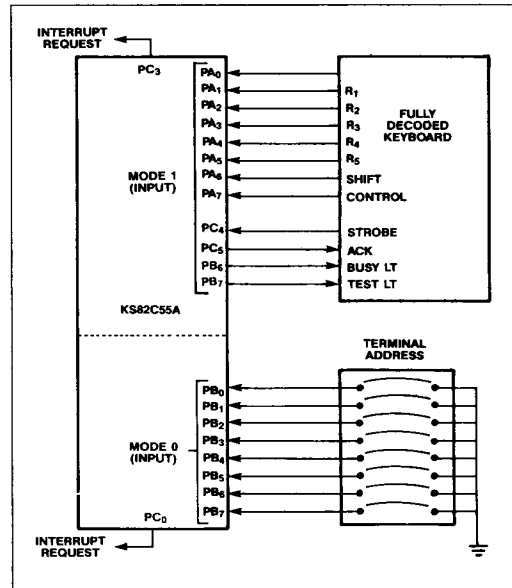 INTERRUPT
REQUEST
PC3
MODE 1
(INPUT)
PA0
PA1
PA2
PA3
PA4
PA5
PA6
PA7
PC4
PC5
PB6
PB7
R1
R2
R3
R4
R5
SHIFT
CONTROL
STROBE
ACK
BUSY LT
TEST LT
FULLY
DECODED
KEYBOARD
KS82C55A
TERMINAL
ADDRESS
MODE 0
(INPUT)
PB0
PB1
PB2
PB3
PB4
PB5
PB6
PB7
PC0
INTERRUPT
REQUEST